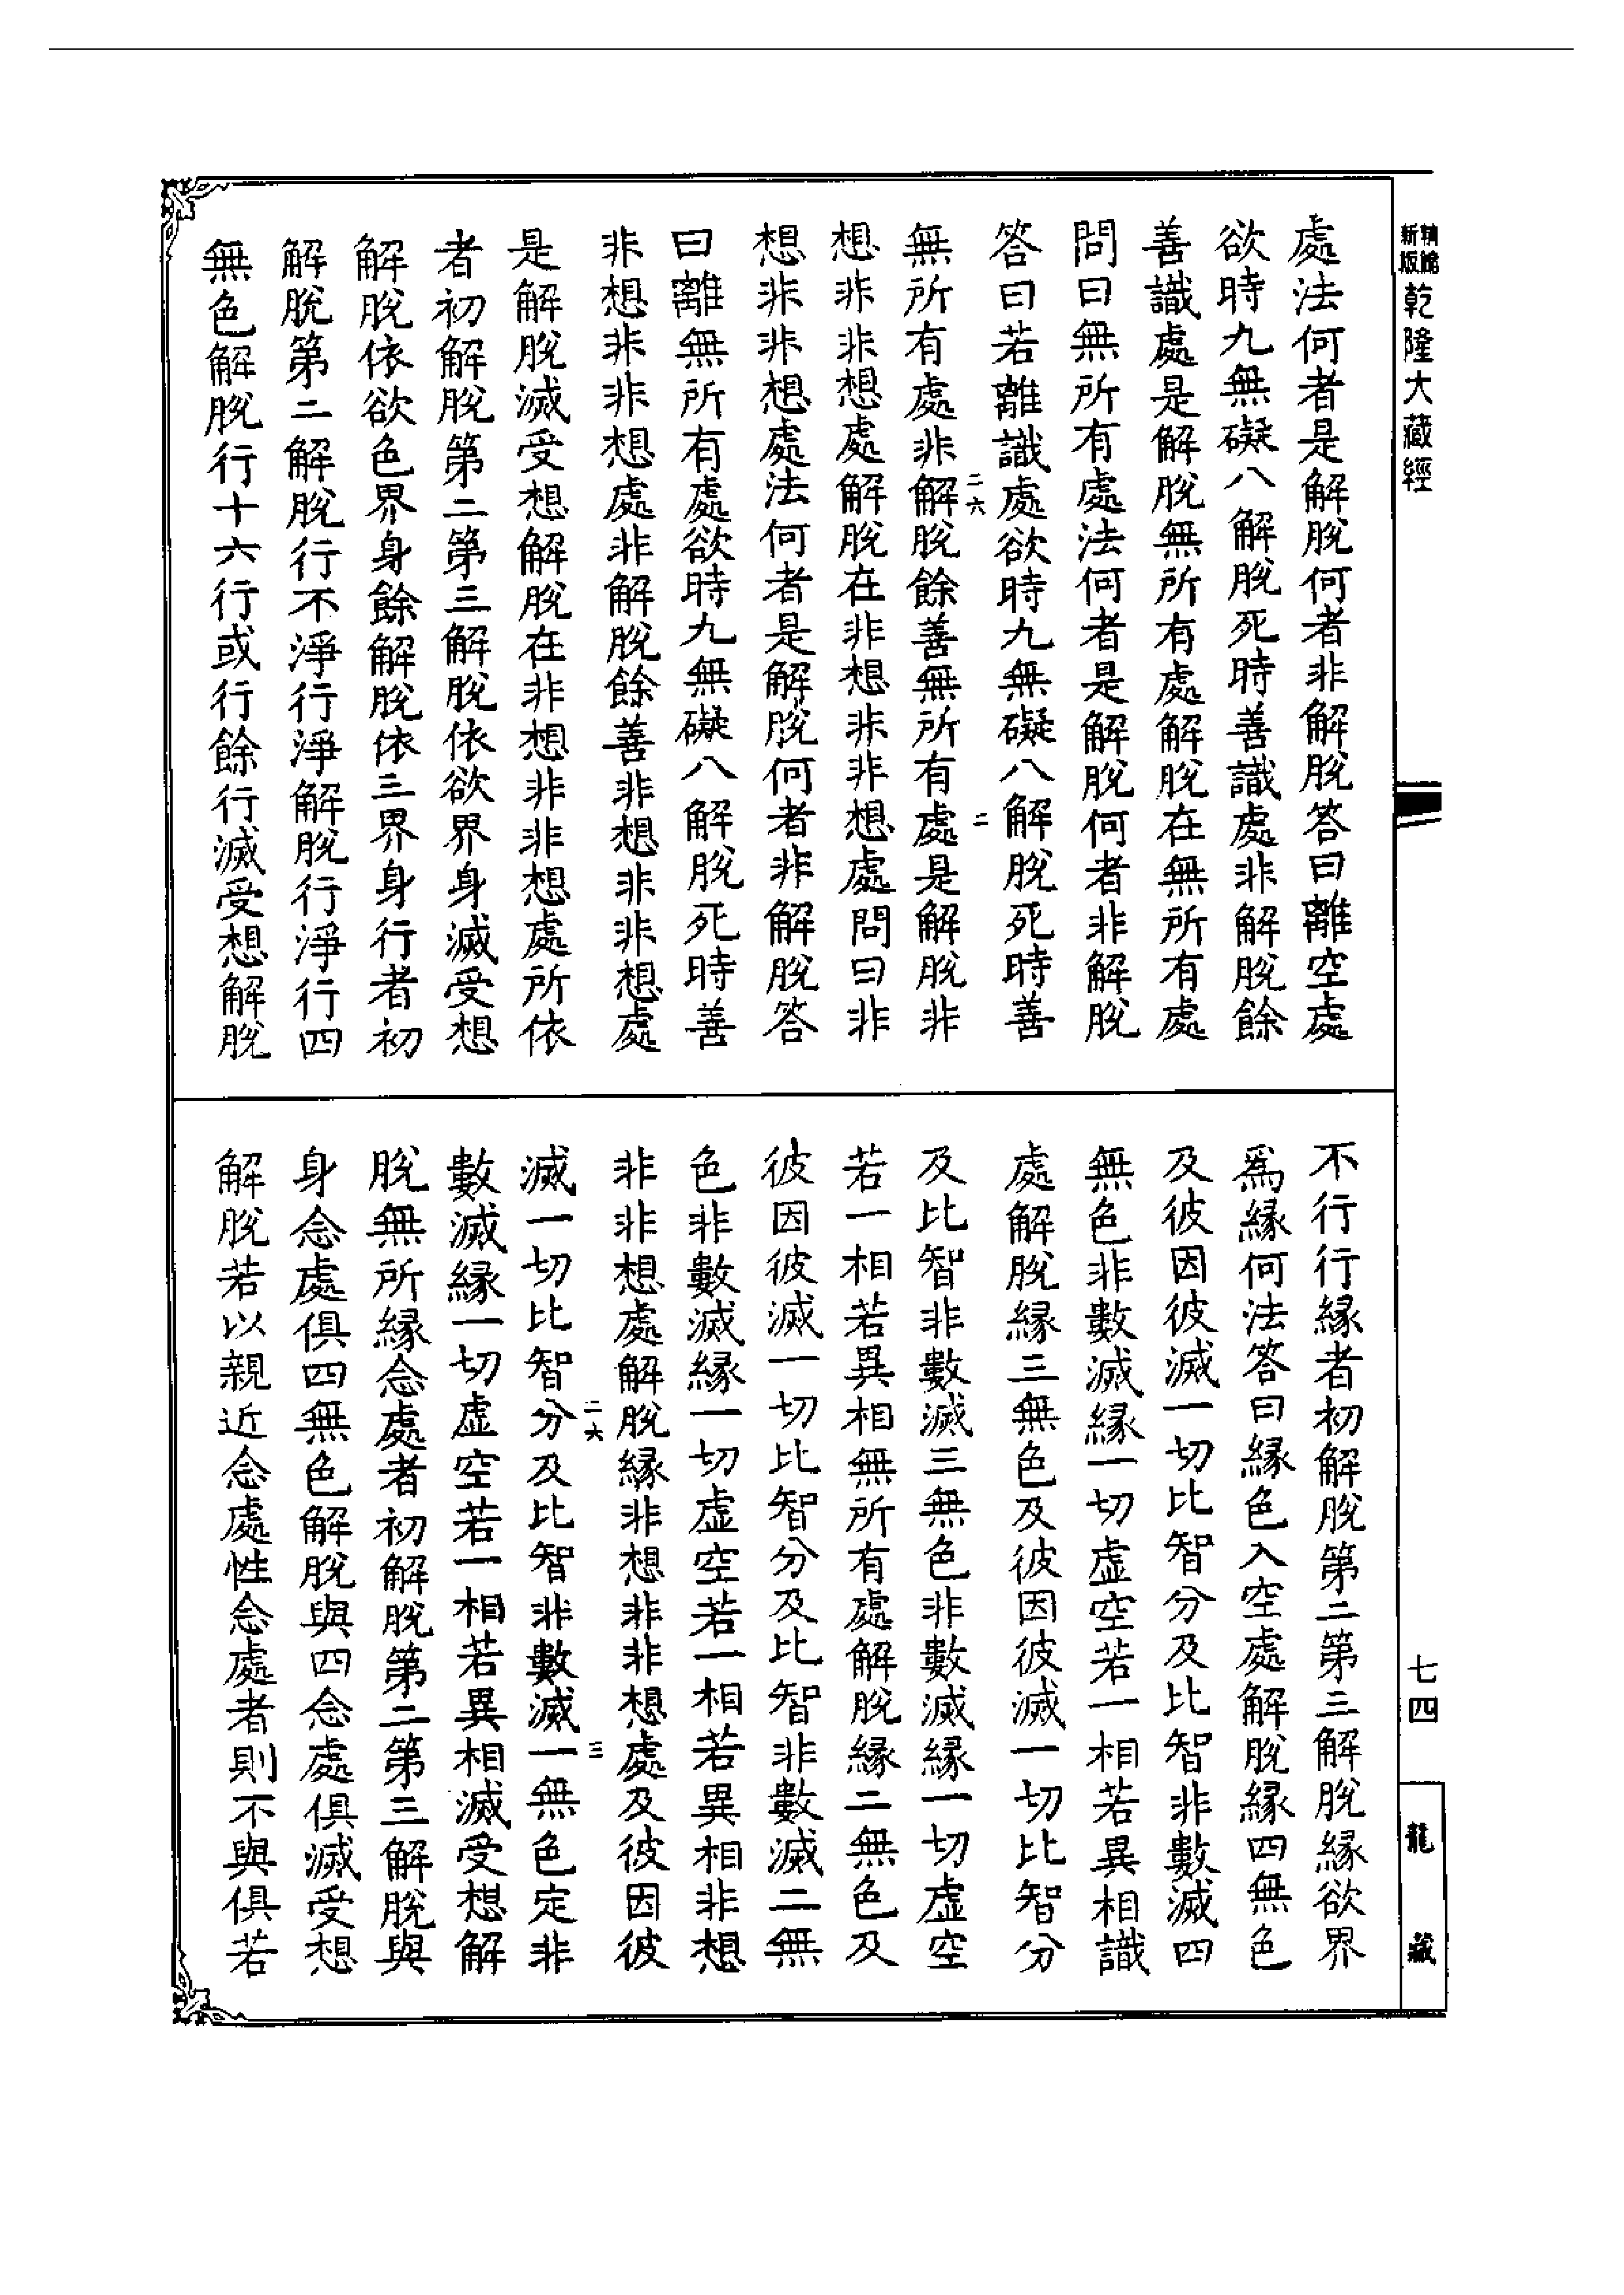 新版
精縮
乾隆大藏經
七四
龍藏
處法何者是解脫何者非解脫答曰離空處
欲時九無礙八解脫死時善識處非解脫餘
善識處是解脫無所有處解脫在無所有處
問曰無所有處法何者是解脫何者非解脫
答曰若離識處欲時九無礙八解脫死時善
二六
二
無所有處非解脫餘善無所有處是解脫非
想非非想處解脫在非想非非想處問曰非
想非非想處法何者是解脫何者非解脫答
曰離無所有處欲時九無礙八解脫死時善
非想非非想處非解脫餘善非想非非想處
是解脫滅受想解脫在非想非非想處所依
者初解脫第二第三解脫依欲界身滅受想
解脫依欲色界身餘解脫依三界身行者初
解脫第二解脫行不淨行淨解脫行淨行四
無色解脫行十六行或行餘行滅受想解脫
不行行緣者初解脫第二第三解脫緣欲界
爲緣何法答曰緣色入空處解脫緣四無色
及彼因彼滅一切比智分及比智非數滅四
無色非數滅緣一切虛空若一相若異相識
處解脫緣三無色及彼因彼滅一切比智分
及比智非數滅三無色非數滅緣一切虛空
若一相若異相無所有處解脫緣二無色及
彼因彼滅一切比智分及比智非數滅二無
色非數滅緣一切虛空若一相若異相非想
非非想處解脫緣非想非非想處及彼因彼
二六
三
滅一切比智分及比智非數滅一無色定非
數滅緣一切虛空若一相若異相滅受想解
脫無所緣念處者初解脫第二第三解脫與
身念處俱四無色解脫與四念處俱滅受想
解脫若以親近念處性念處者則不與俱若